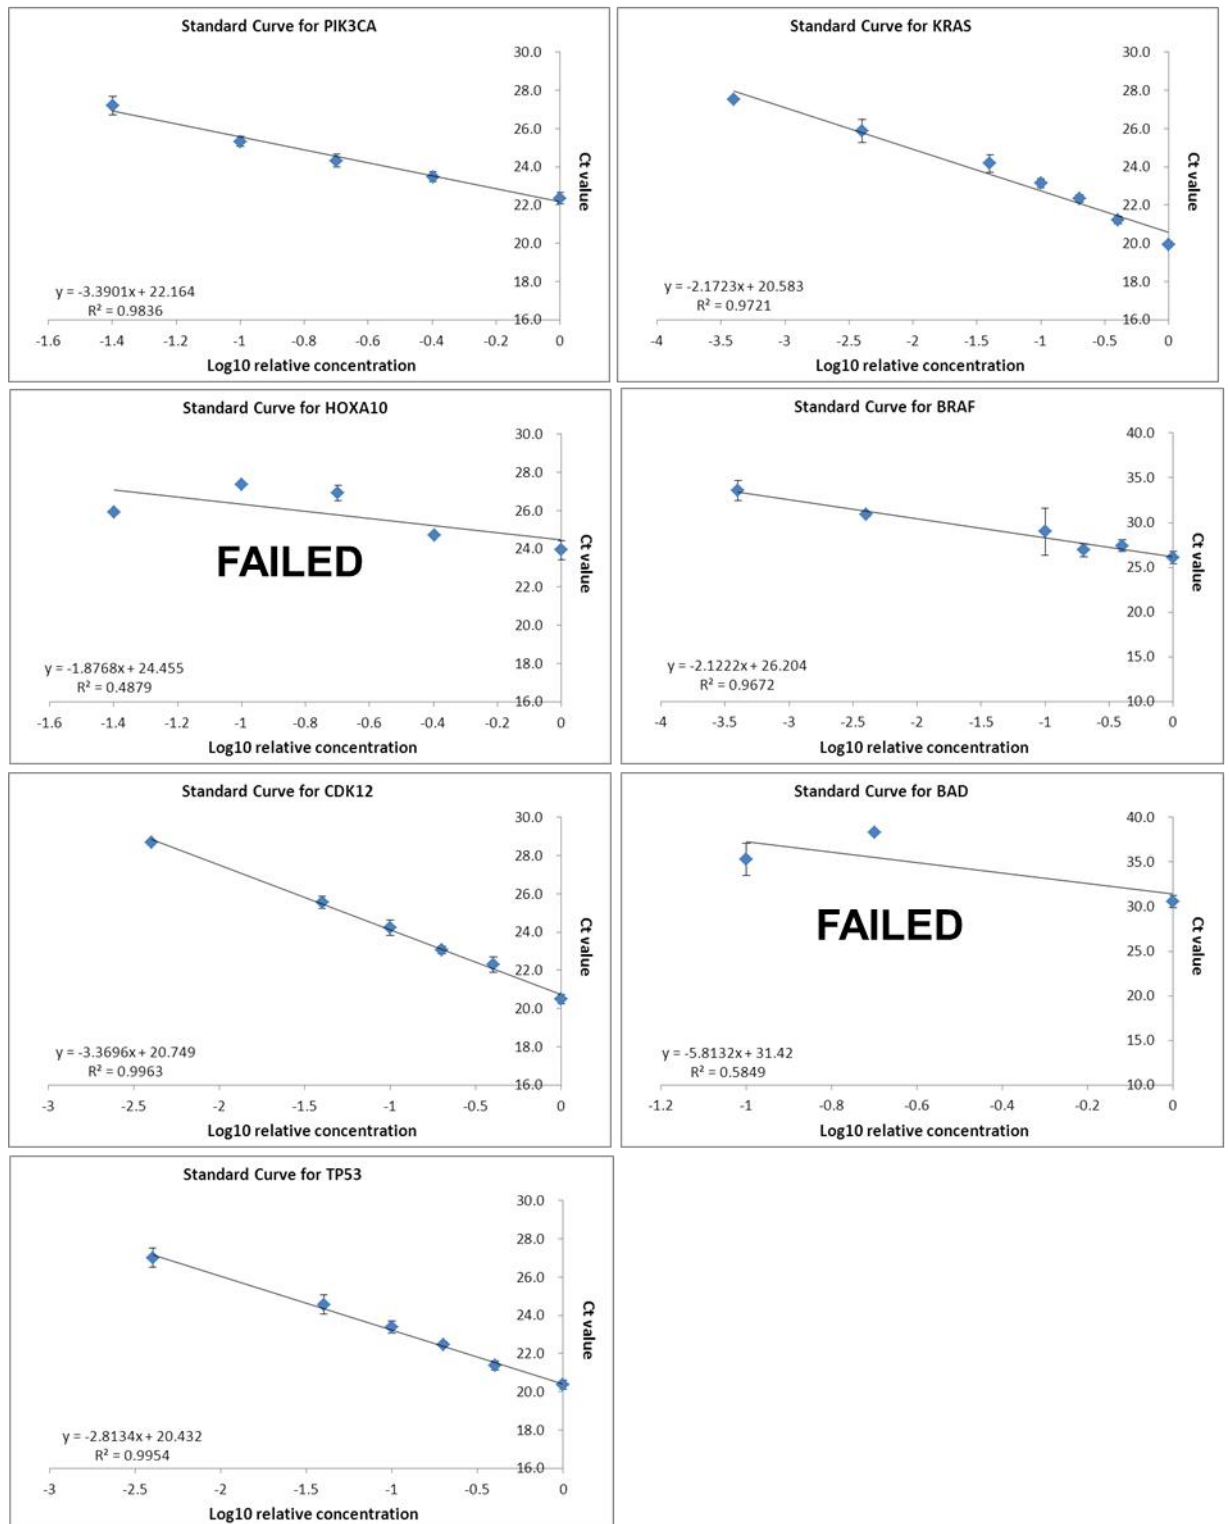 Standard Curve for PIK3CA
30.0
28.0
26.0
24.0
22.0
20.0
18.0
16.0
Ct value
y = -3.3901x + 22.164
R² = 0.9836
-1.6 -1.4 -1.2 -1 -0.8 -0.6 -0.4 -0.2 0
Log10 relative concentration
Standard Curve for KRAS
30.0
28.0
26.0
24.0
22.0
20.0
18.0
16.0
Ct value
y = -2.1723x + 20.583
R² = 0.9721
-4 -3.5 -3 -2.5 -2 -1.5 -1 -0.5 0
Log10 relative concentration
Standard Curve for HOXA10
30.0
28.0
26.0
24.0
22.0
20.0
18.0
16.0
Ct value
FAILED
y = -1.8768x + 24.455
R² = 0.4879
-1.6 -1.4 -1.2 -1 -0.8 -0.6 -0.4 -0.2 0
Log10 relative concentration
Standard Curve for BRAF
40.0
35.0
30.0
25.0
20.0
15.0
10.0
Ct value
y = -2.1222x + 26.204
R² = 0.9672
-4 -3.5 -3 -2.5 -2 -1.5 -1 -0.5 0
Log10 relative concentration
Standard Curve for CDK12
30.0
28.0
26.0
24.0
22.0
20.0
18.0
16.0
Ct value
y = -3.3696x + 20.749
R² = 0.9963
-3 -2.5 -2 -1.5 -1 -0.5 0
Log10 relative concentration
Standard Curve for BAD
40.0
35.0
30.0
25.0
20.0
15.0
10.0
Ct value
FAILED
y = -5.8132x + 31.42
R² = 0.5849
-1.2 -1 -0.8 -0.6 -0.4 -0.2 0
Log10 relative concentration
Standard Curve for TP53
30.0
28.0
26.0
24.0
22.0
20.0
18.0
16.0
Ct value
y = -2.8134x + 20.432
R² = 0.9954
-3 -2.5 -2 -1.5 -1 -0.5 0
Log10 relative concentration